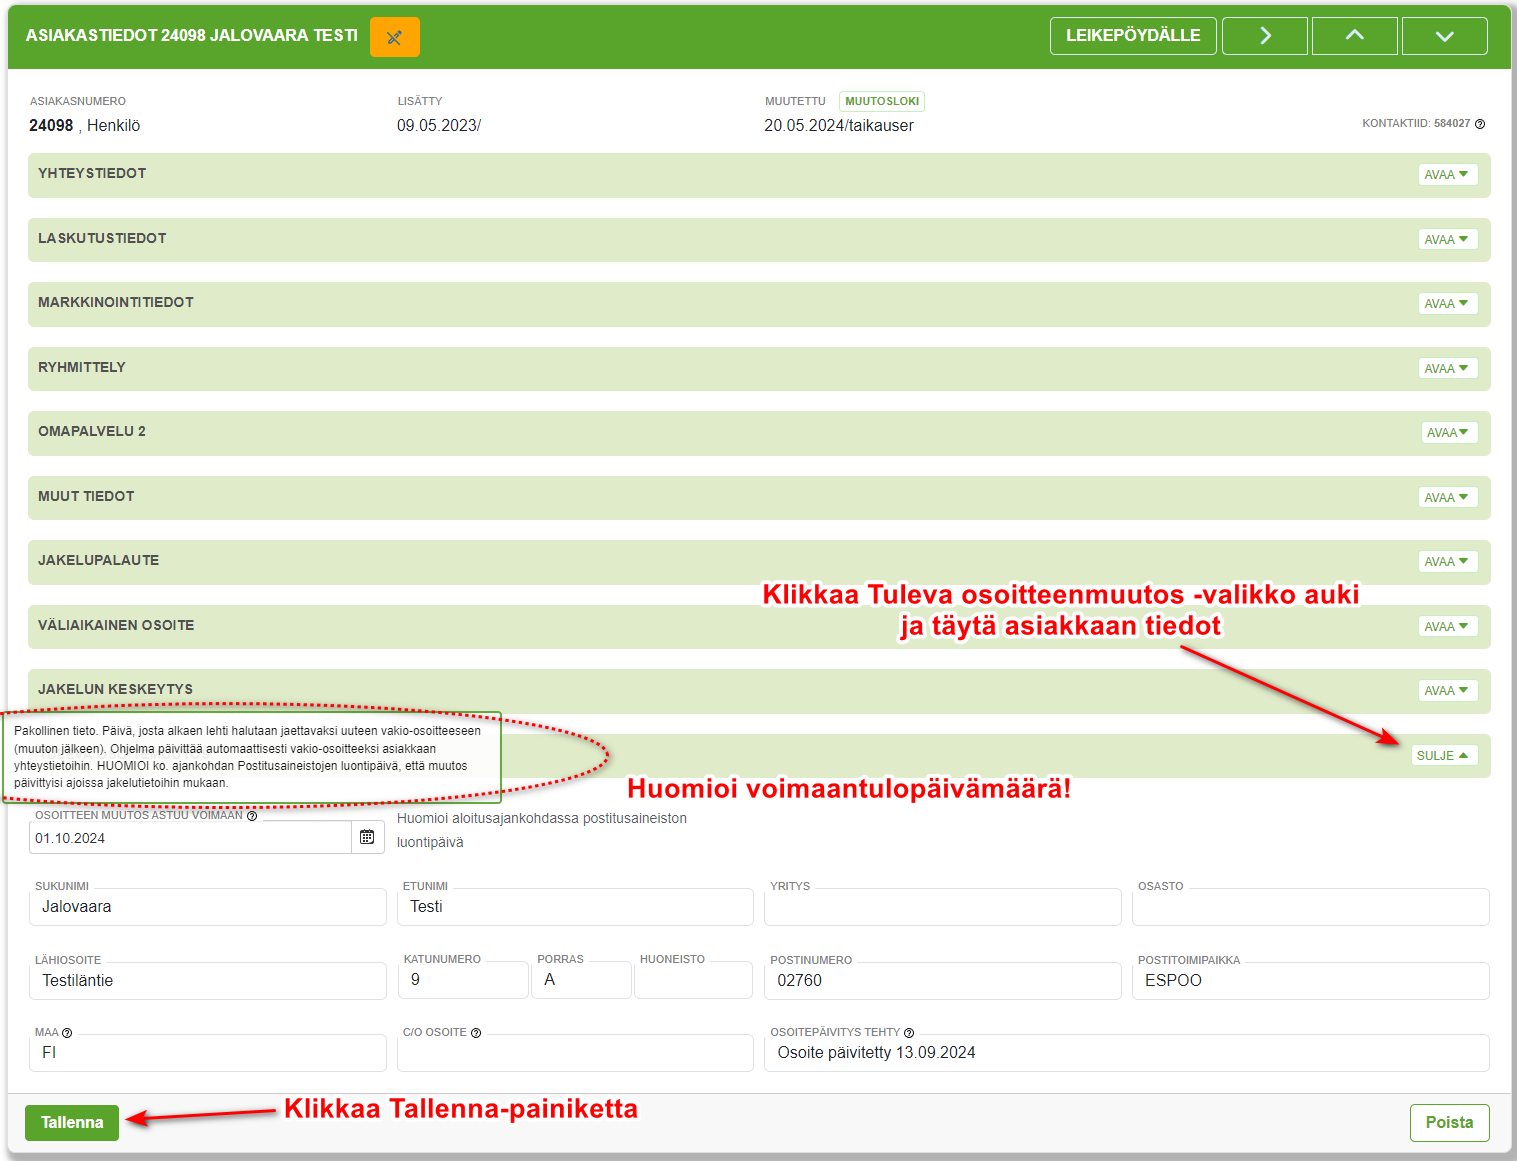 ASIAKASTIEDOT 24098 JALOVAARA TESTI
LEIKEPÖYDÄLLE
ASIAKASNUMERO
24098 , Henkilö
LISÄTTY
09.05.2023/
MUUTETTU MUUTOSLOKI
20.05.2024/taikauser
KONTAKTIID: 584027
YHTEYSTIEDOT AVAA
LASKUTUSTIEDOT AVAA
MARKKINOINTITIEDOT AVAA
RYHMITTELY AVAA
OMAPALVELU 2 AVAA
MUUT TIEDOT AVAA
JAKELUPALAUTE AVAA
Klikkaa Tuleva osoitteenmuutos -valikko auki
ja täytä asiakkaan tiedot
VÄLIAIKAINEN OSOITE AVAA
JAKELUN KESKEYTYS AVAA
Pakollinen tieto. Päivä, josta alkaen lehti halutaan jaettavaksi uuteen vakio-osoitteeseen
(muuton jälkeen). Ohjelma päivittää automaattisesti vakio-osoitteeksi asiakkaan
yhteystietoihin. HUOMIOI ko. ajankohdan Postitusaineistojen luontipäivä, että muutos
päivittyisi ajoissa jakelutietoihin mukaan.
SULJE
Huomioi voimaantulopäivämäärä!
OSOITTEEN MUUTOS ASTUU VOIMAAN
01.10.2024
Huomioi aloitusajankohdassa postitusaineiston
luontipäivä
SUKUNIMI
Jalovaara
ETUNIMI
Testi
YRITYS
OSASTO
LÄHIOSOITE
Testiläntie
KATUNUMERO
9
PORRAS
A
HUONEISTO
POSTINUMERO
02760
POSTITOIMIPAIKKA
ESPOO
MAA
FI
C/O OSOITE
OSOITEPÄIVITYS TEHTY
Osoite päivitetty 13.09.2024
Tallenna
Klikkaa Tallenna-painiketta
Poista